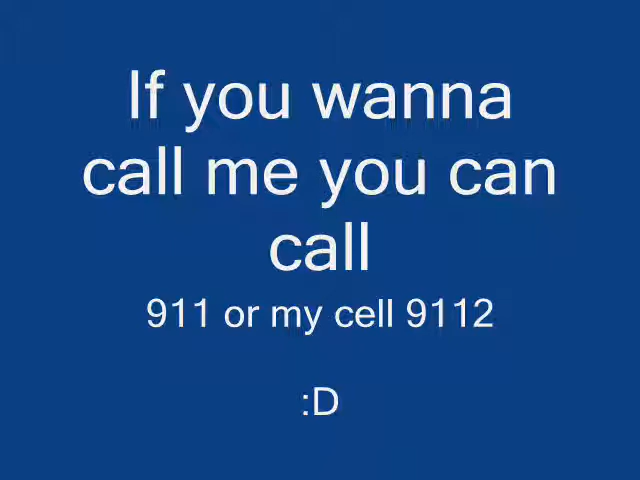 If you wanna
call me you can
call
911 or my cell 9112
:D